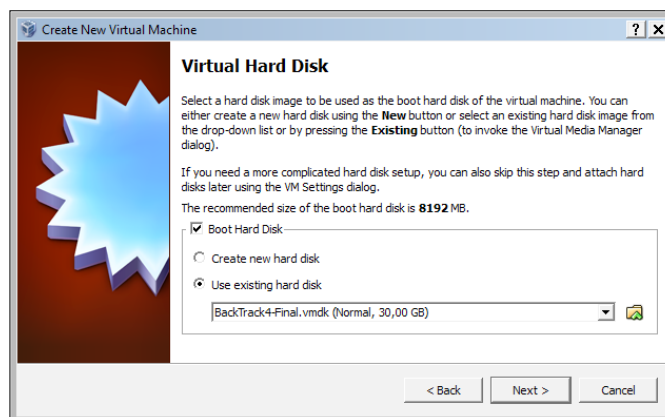 Create New Virtual Machine
Virtual Hard Disk
Select a hard disk image to be used as the boot hard disk of the virtual machine. You can
either create a new hard disk using the New button or select an existing hard disk image from
the drop-down list or by pressing the Existing button (to invoke the Virtual Media Manager
dialog).
If you need a more complicated hard disk setup, you can also skip this step and attach hard
disks later using the VM Settings dialog.
The recommended size of the boot hard disk is 8192 MB.
Boot Hard Disk
Create new hard disk
Use existing hard disk
BackTrack4-Final.vmdk (Normal, 30,00 GB)
< Back Next > Cancel